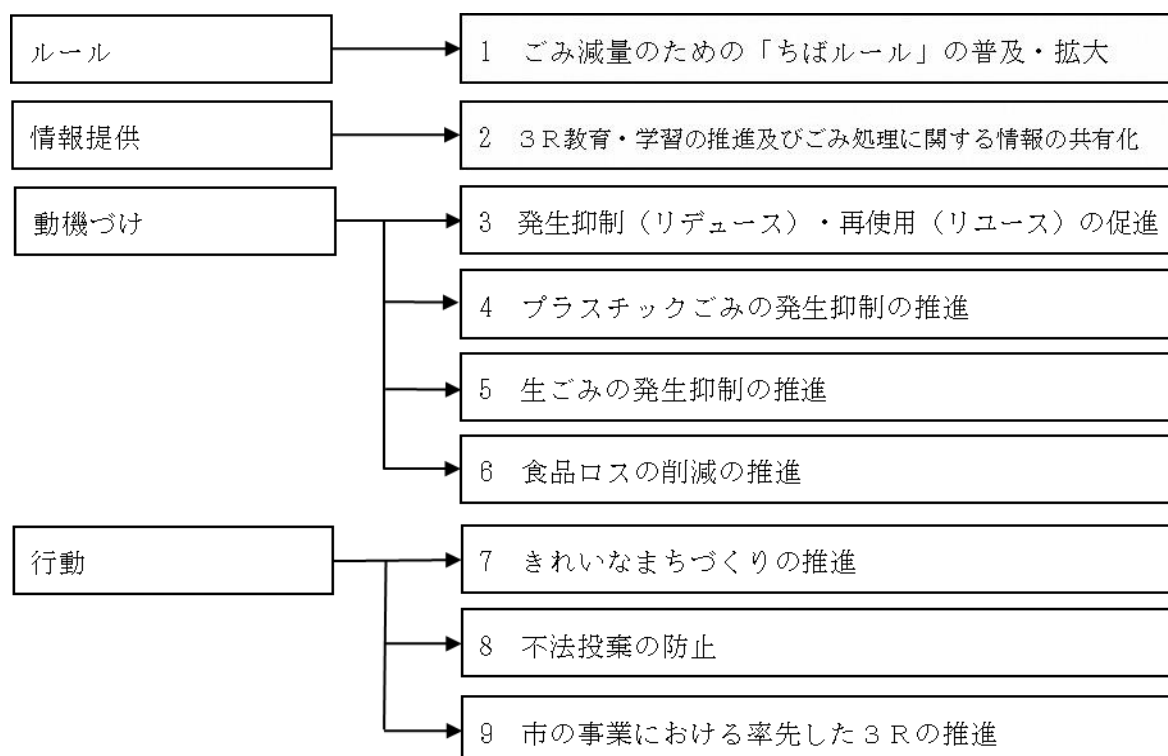 ルール
1 ごみ減量のための「ちばルール」の普及・拡大
情報提供
2 3R教育・学習の推進及びごみ処理に関する情報の共有化
動機づけ
3 発生抑制(リデュース)・再使用(リユース)の促進
4 プラスチックごみの発生抑制の推進
5 生ごみの発生抑制の推進
6 食品ロスの削減の推進
行動
7 きれいなまちづくりの推進
8 不法投棄の防止
9 市の事業における率先した3Rの推進